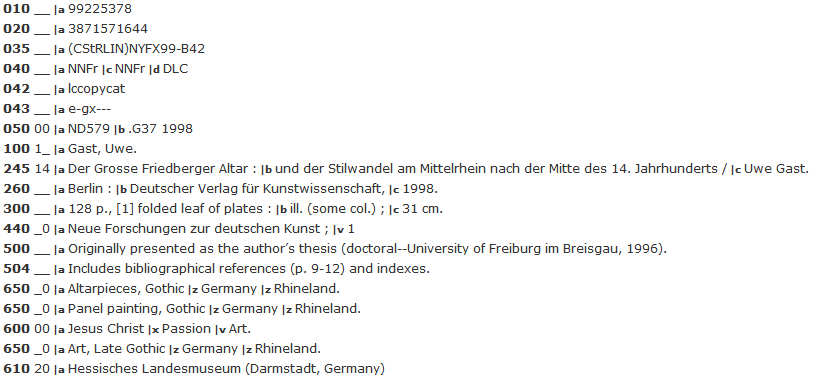 010 __ |a 99225378
020 __ |a 3871571644
035 __ |a (CStRLIN)NYFX99-B42
040 __ |a NNFr |c NNFr |d DLC
042 __ |a lccopycat
043 __ |a e-gx---
050 00 |a ND579 |b .G37 1998
100 1_ |a Gast, Uwe.
245 14 |a Der Grosse Friedberger Altar : |b und der Stilwandel am Mittelrhein nach der Mitte des 14. Jahrhunderts / |c Uwe Gast.
260 __ |a Berlin : |b Deutscher Verlag für Kunstwissenschaft, |c 1998.
300 __ |a 128 p., [1] folded leaf of plates : |b ill. (some col.) ; |c 31 cm.
440 _0 |a Neue Forschungen zur deutschen Kunst ; |v 1
500 __ |a Originally presented as the author's thesis (doctoral--University of Freiburg im Breisgau, 1996).
504 __ |a Includes bibliographical references (p. 9-12) and indexes.
650 _0 |a Altarpieces, Gothic |z Germany |z Rhineland.
650 _0 |a Panel painting, Gothic |z Germany |z Rhineland.
600 00 |a Jesus Christ |x Passion |v Art.
650 _0 |a Art, Late Gothic |z Germany |z Rhineland.
610 20 |a Hessisches Landesmuseum (Darmstadt, Germany)